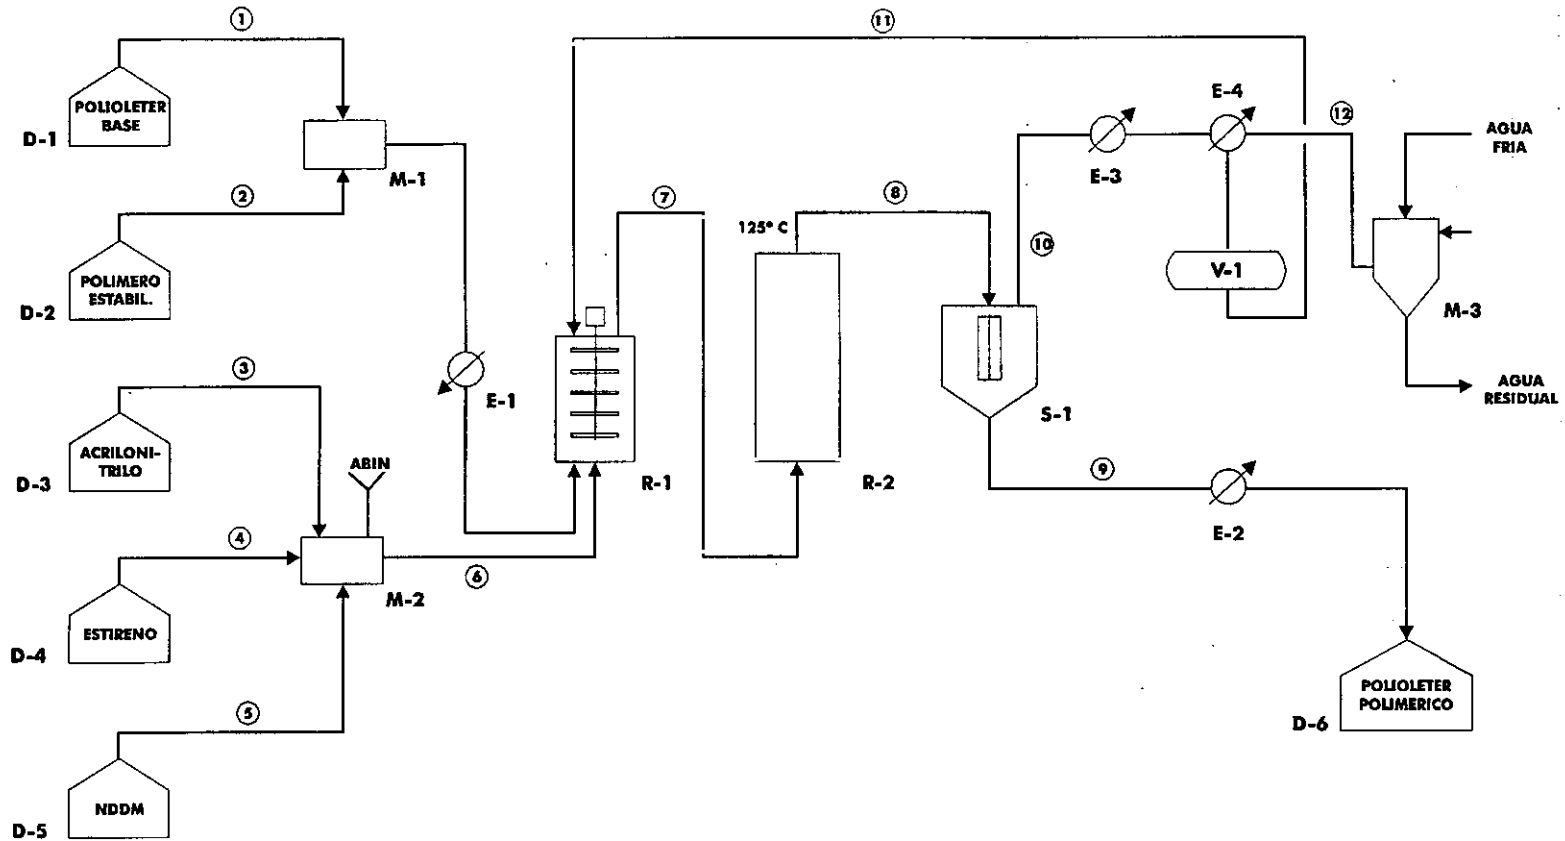 1
11
POLIOLETER
BASE
D-1
M-1
2
POLIMERO
ESTABIL.
D-2
E-1
3
ACRILONI-
TRILO
D-3
ABIN
4
M-2
6
ESTIRENO
D-4
5
NDDM
D-5
R-1
7
125° C
8
R-2
10
S-1
E-3
E-4
12
V-1
AGUA
FRIA
M-3
AGUA
RESIDUAL
9
E-2
POLIOLETER
POLIMERICO
D-6